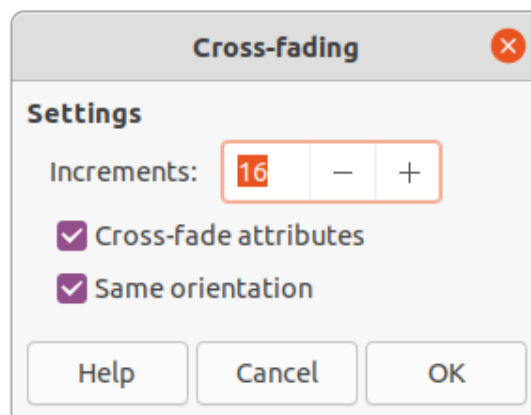 Cross-fading
Settings
Increments: 16
Cross-fade attributes
Same orientation
Help Cancel OK